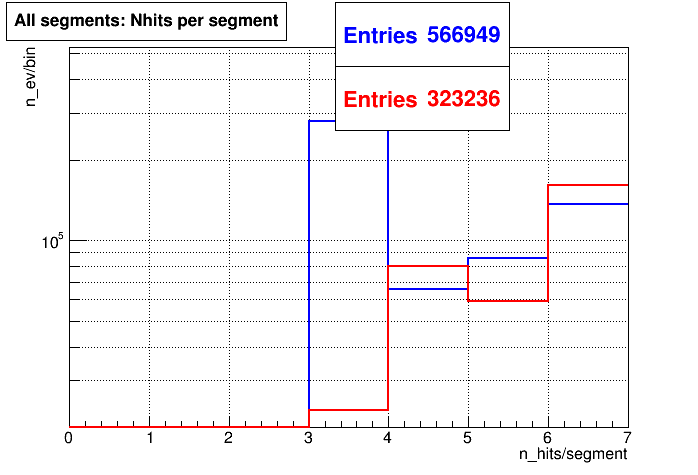 All segments: Nhits per segment
Entries 566949
Entries 323236
n_ev/bin
10^5
0 1 2 3 4 5 6 7
n_hits/segment